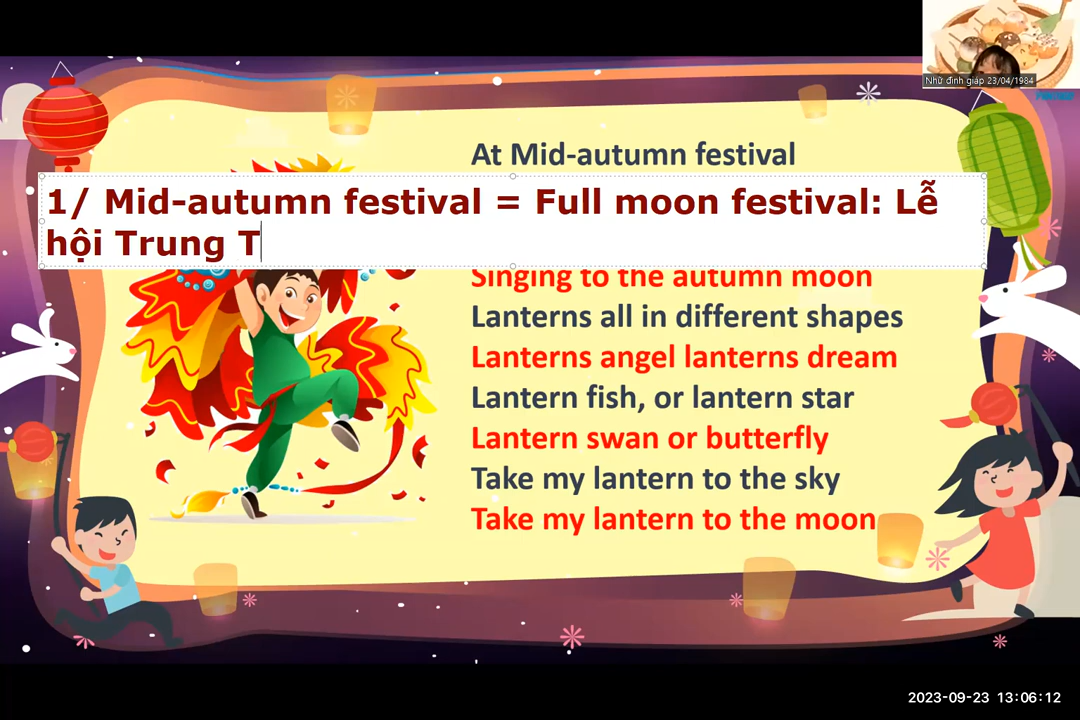 Nhữ đình giáp 23/04/1984
At Mid-autumn festival
1/ Mid-autumn festival = Full moon festival: Lễ
hội Trung T
Singing to the autumn moon
Lanterns all in different shapes
Lanterns angel lanterns dream
Lantern fish, or lantern star
Lantern swan or butterfly
Take my lantern to the sky
Take my lantern to the moon
2023-09-23 13:06:12